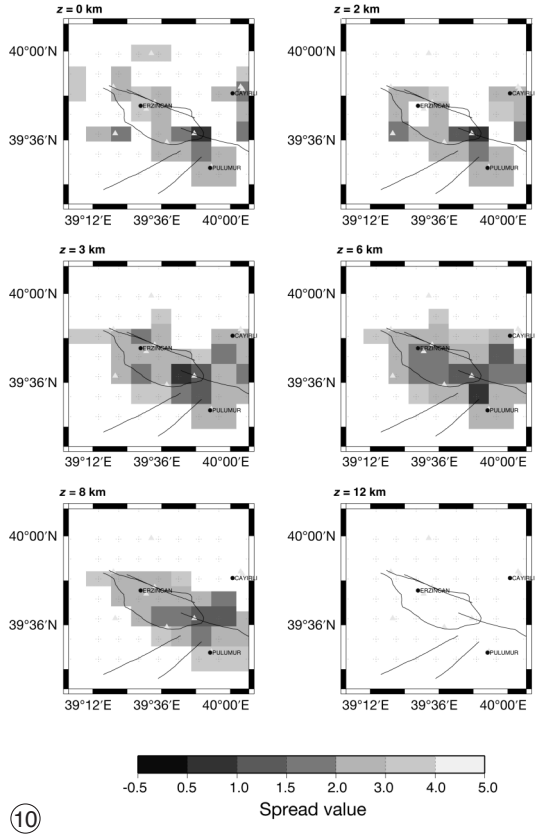 z = 0 km
z = 2 km
40°00′N
CAYIRLI
ERZINCAN
39°36′N
PULUMUR
39°12′E 39°36′E 40°00′E
40°00′N
CAYIRLI
ERZINCAN
39°36′N
PULUMUR
39°12′E 39°36′E 40°00′E
z = 3 km
z = 6 km
40°00′N
CAYIRLI
ERZINCAN
39°36′N
PULUMUR
39°12′E 39°36′E 40°00′E
40°00′N
CAYIRLI
ERZINCAN
39°36′N
PULUMUR
39°12′E 39°36′E 40°00′E
z = 8 km
z = 12 km
40°00′N
CAYIRLI
ERZINCAN
39°36′N
PULUMUR
39°12′E 39°36′E 40°00′E
40°00′N
CAYIRLI
ERZINCAN
39°36′N
PULUMUR
39°12′E 39°36′E 40°00′E
-0.5 0.5 1.0 1.5 2.0 3.0 4.0 5.0
Spread value
10